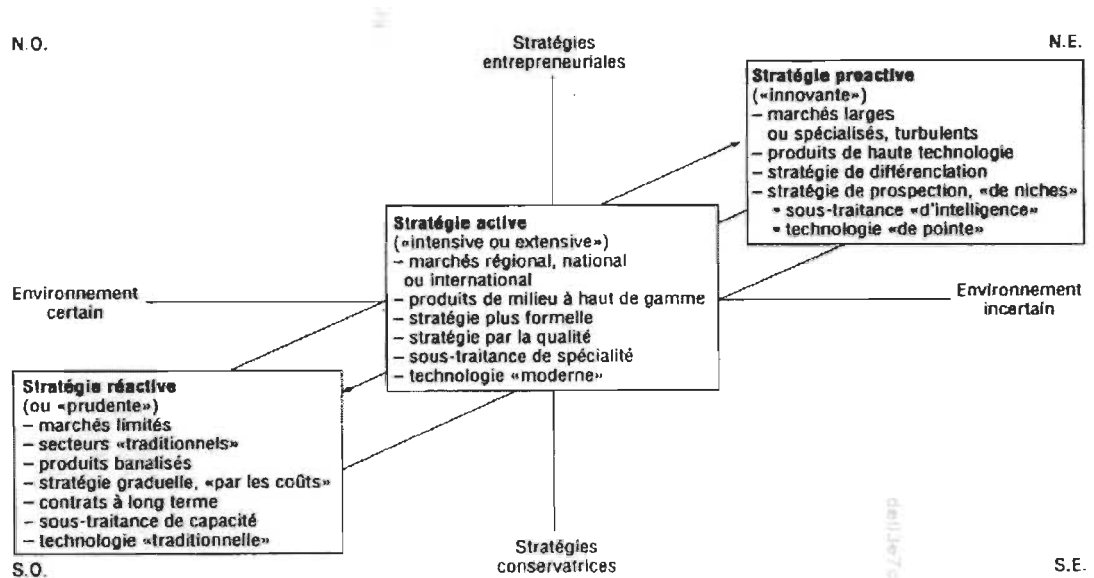 N.O.
Stratégies
entrepreneuriales
N.E.
Stratégie proactive
(«innovante»)
– marchés larges
ou spécialisés, turbulents
– produits de haute technologie
– stratégie de différenciation
– stratégie de prospection, «de niches»
• sous-traitance «d'intelligence»
• technologie «de pointe»
Stratégie active
(«intensive ou extensive»)
– marchés régional, national
ou international
– produits de milieu à haut de gamme
– stratégie plus formelle
– stratégie par la qualité
– sous-traitance de spécialité
– technologie «moderne»
Environnement
certain
Environnement
incertain
Stratégie réactive
(ou «prudente»)
– marchés limités
– secteurs «traditionnels»
– produits banalisés
– stratégie graduelle, «par les coûts»
– contrats à long terme
– sous-traitance de capacité
– technologie «traditionnelle»
S.O.
Stratégies
conservatrices
S.E.